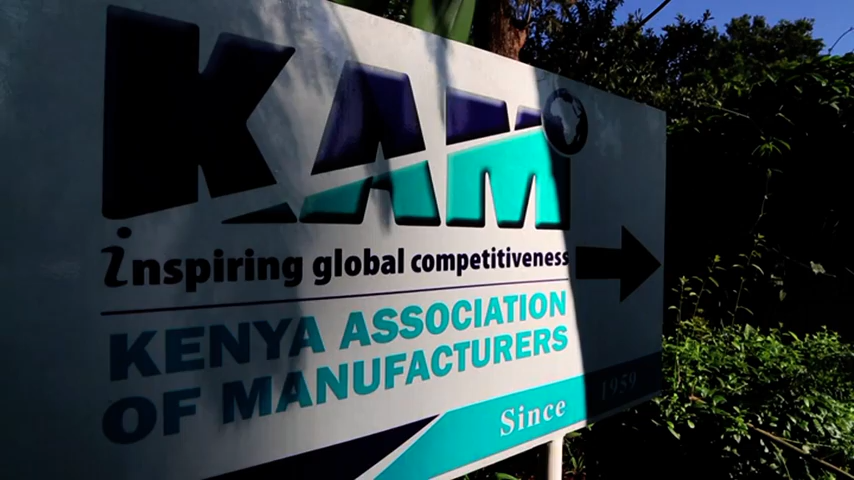 KAM
inspiring global competitiveness
KENYA ASSOCIATION
OF MANUFACTURERS
Since 1959